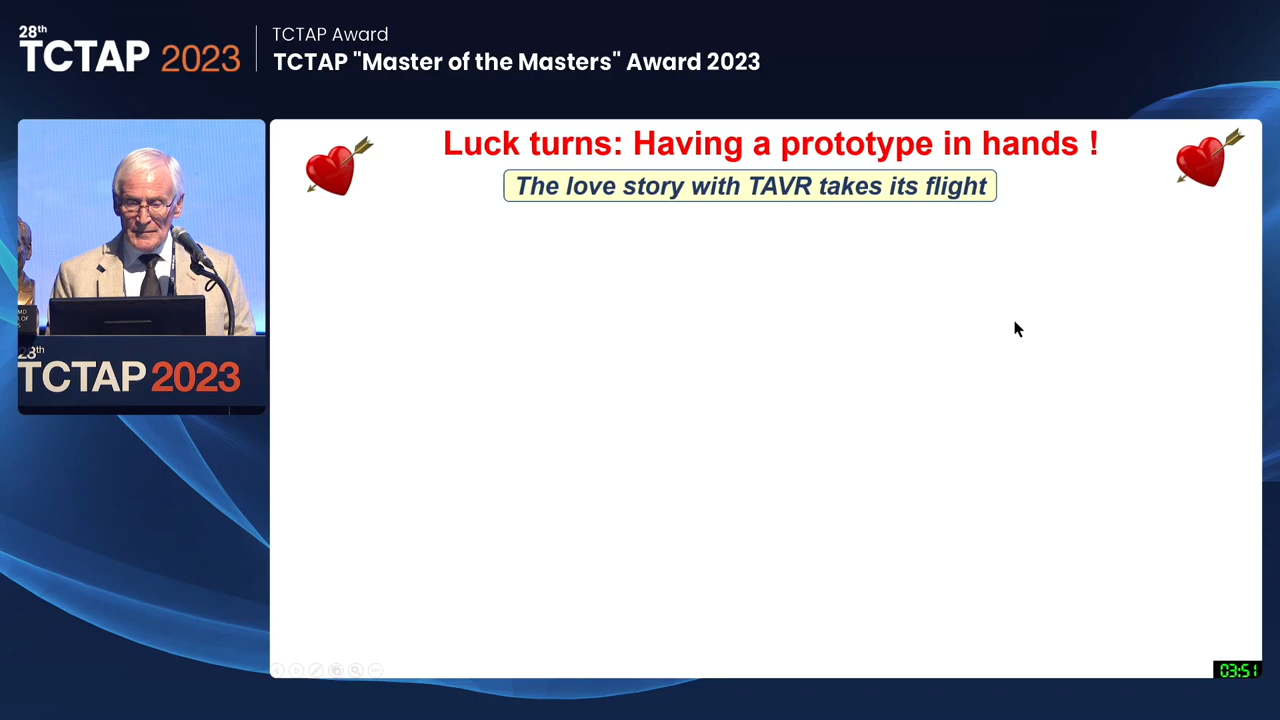 28th
TCTAP 2023
TCTAP Award
TCTAP "Master of the Masters" Award 2023
Luck turns: Having a prototype in hands !
The love story with TAVR takes its flight
28th
TCTAP 2023
03:51